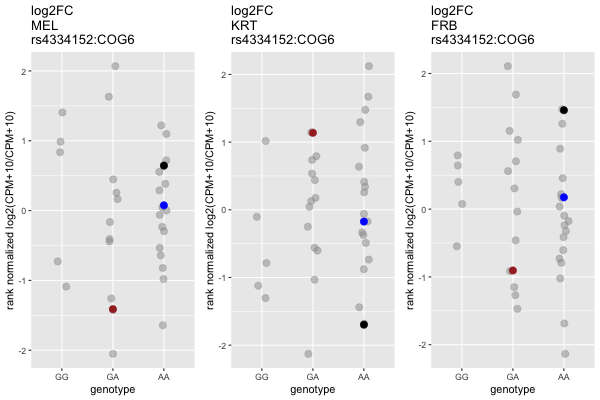 log2FC
MEL
rs4334152:COG6
rank normalized log2(CPM+10/CPM+10)
2
1
0
-1
-2
GG
GA
AA
genotype
log2FC
KRT
rs4334152:COG6
rank normalized log2(CPM+10/CPM+10)
2
1
0
-1
-2
GG
GA
AA
genotype
log2FC
FRB
rs4334152:COG6
rank normalized log2(CPM+10/CPM+10)
2
1
0
-1
-2
GG
GA
AA
genotype